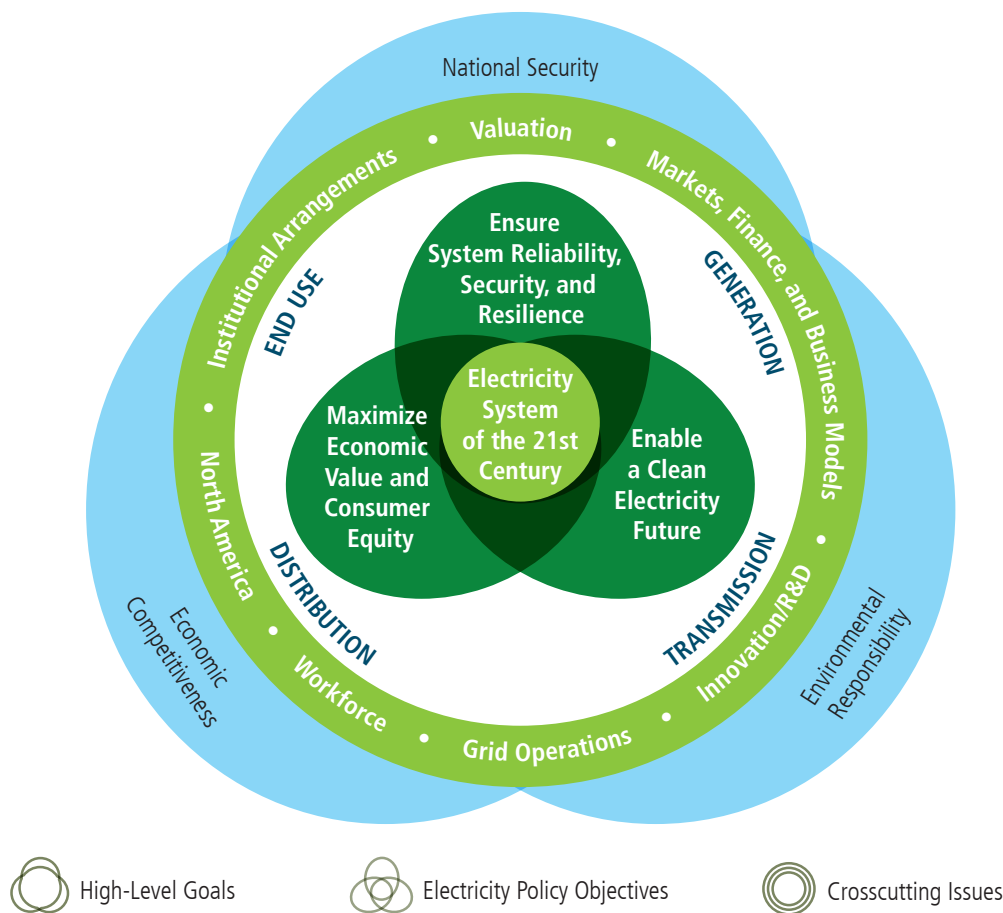 National Security
Valuation
Institutional Arrangements
Markets, Finance, and Business Models
Ensure
System Reliability,
Security, and
Resilience
END USE
GENERATION
Electricity
System
of the 21st
Century
Maximize
Economic
Value and
Consumer
Equity
Enable
a Clean
Electricity
Future
North America
DISTRIBUTION
TRANSMISSION
Innovation/R&D
Economic
Competitiveness
Environmental
Responsibility
Workforce
Grid Operations
High-Level Goals
Electricity Policy Objectives
Crosscutting Issues